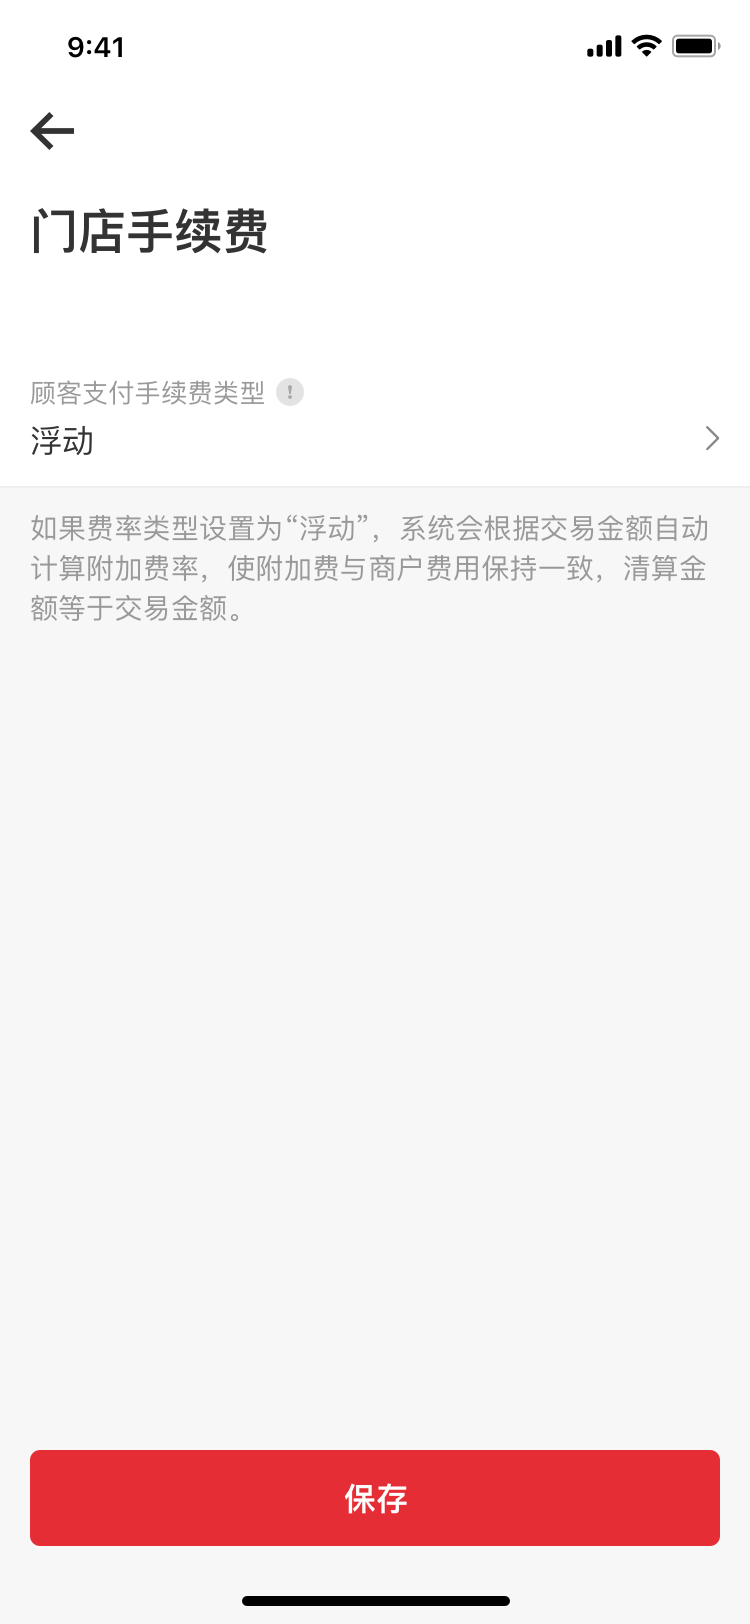 9:41
门店手续费
顾客支付手续费类型
浮动
如果费率类型设置为“浮动”，系统会根据交易金额自动
计算附加费率，使附加费与商户费用保持一致，清算金
额等于交易金额。
保存